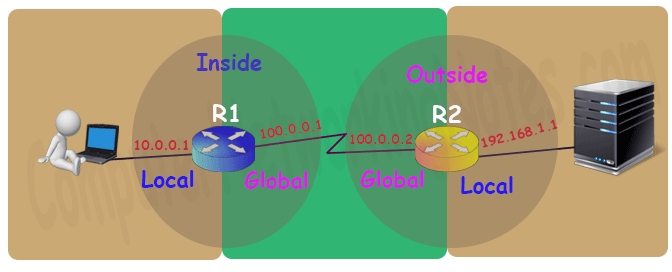 Inside
Outside
R1
R2
10.0.0.1
100.0.0.1
100.0.0.2
192.168.1.1
Local
Global
Global
Local